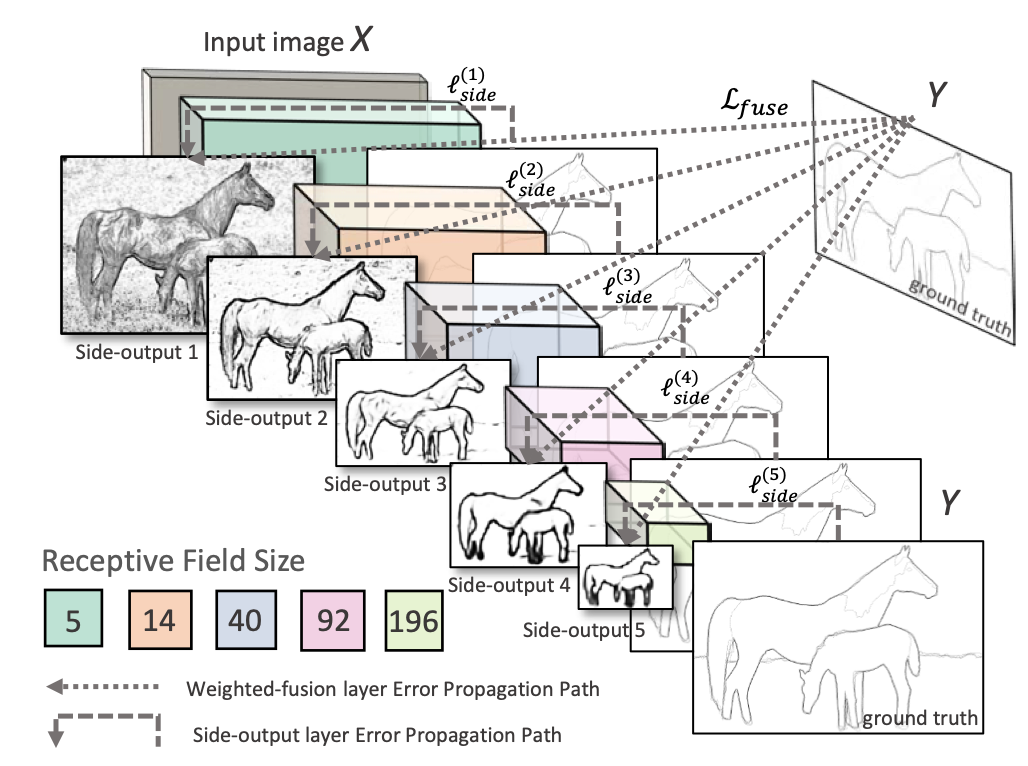 Input image X
ℓ_side^(1)
ℒ_fuse
Y
ℓ_side^(2)
ℓ_side^(3)
ground truth
Side-output 1
ℓ_side^(4)
Side-output 2
ℓ_side^(5)
Side-output 3
Y
Receptive Field Size
Side-output 4
5 14 40 92 196
Side-output 5
Weighted-fusion layer Error Propagation Path
ground truth
Side-output layer Error Propagation Path